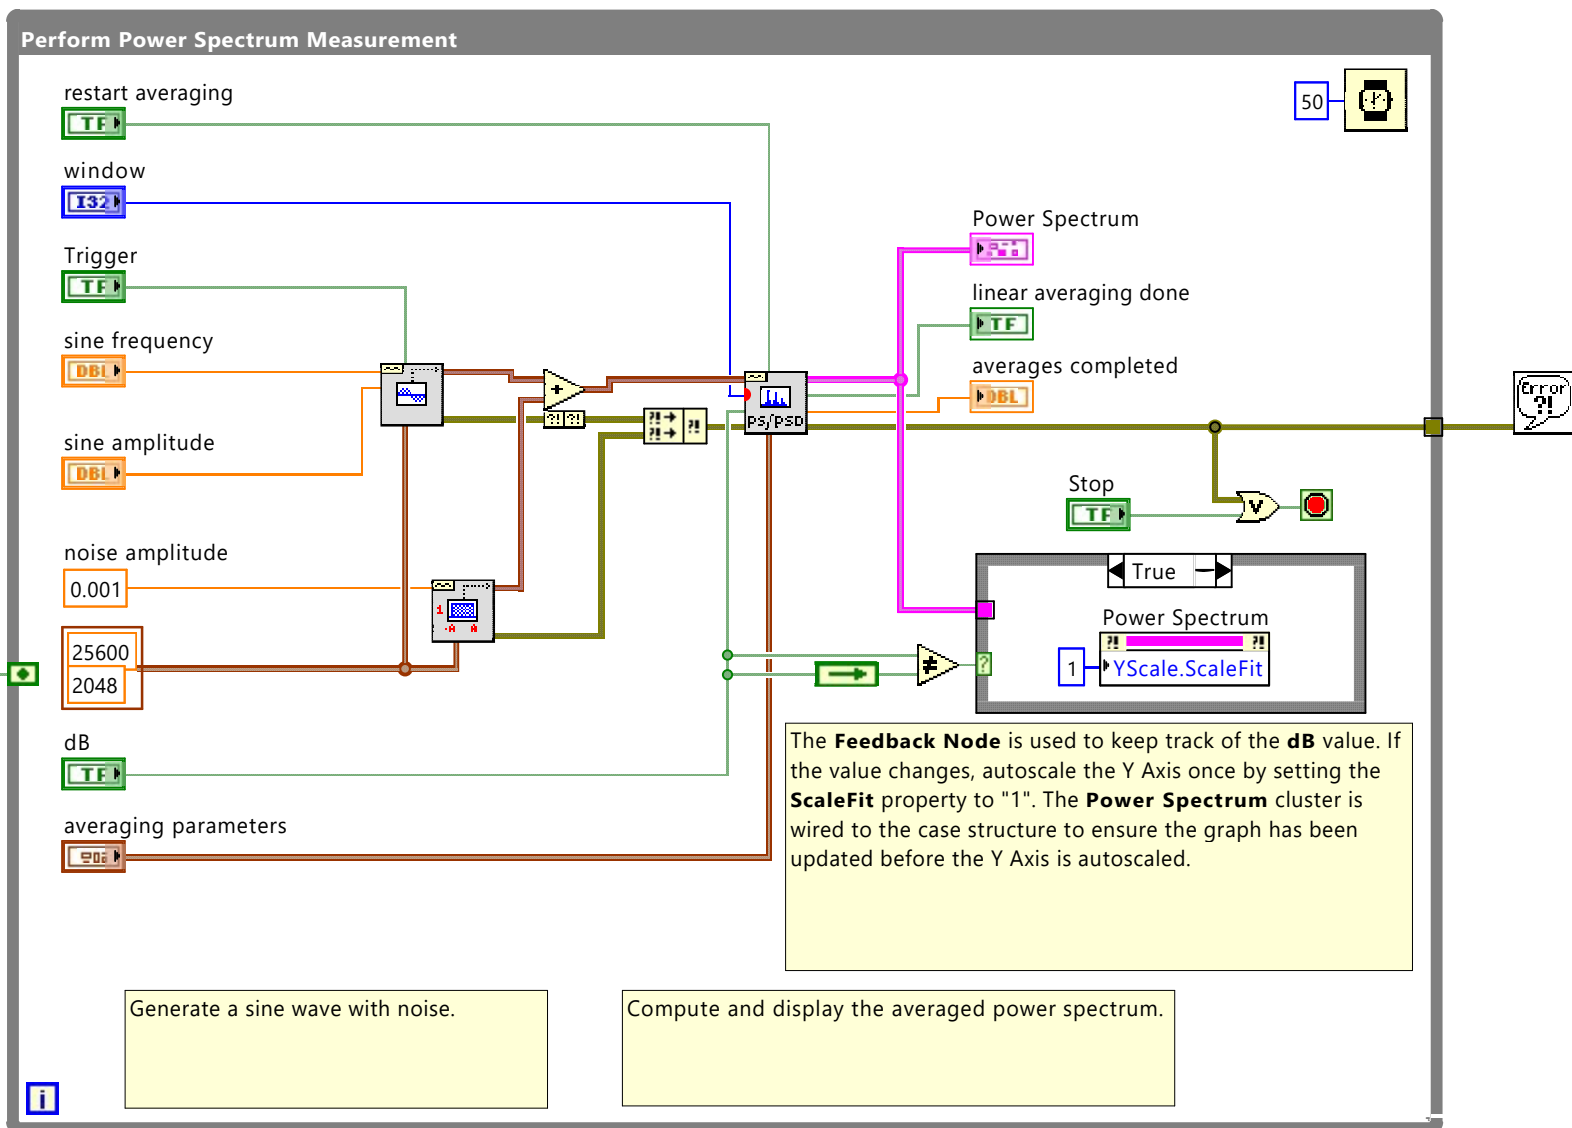 Perform Power Spectrum Measurement
restart averaging
TF
50
window
I32
Power Spectrum
Trigger
TF
linear averaging done
TF
sine frequency
DBL
averages completed
DBL
PS/PSD
Error
?!
sine amplitude
DBL
Stop
TF
noise amplitude
0.001
True
Power Spectrum
1
YScale.ScaleFit
25600
2048
dB
TF
The Feedback Node is used to keep track of the dB value. If
the value changes, autoscale the Y Axis once by setting the
ScaleFit property to "1". The Power Spectrum cluster is
wired to the case structure to ensure the graph has been
updated before the Y Axis is autoscaled.
averaging parameters
Generate a sine wave with noise.
Compute and display the averaged power spectrum.
i